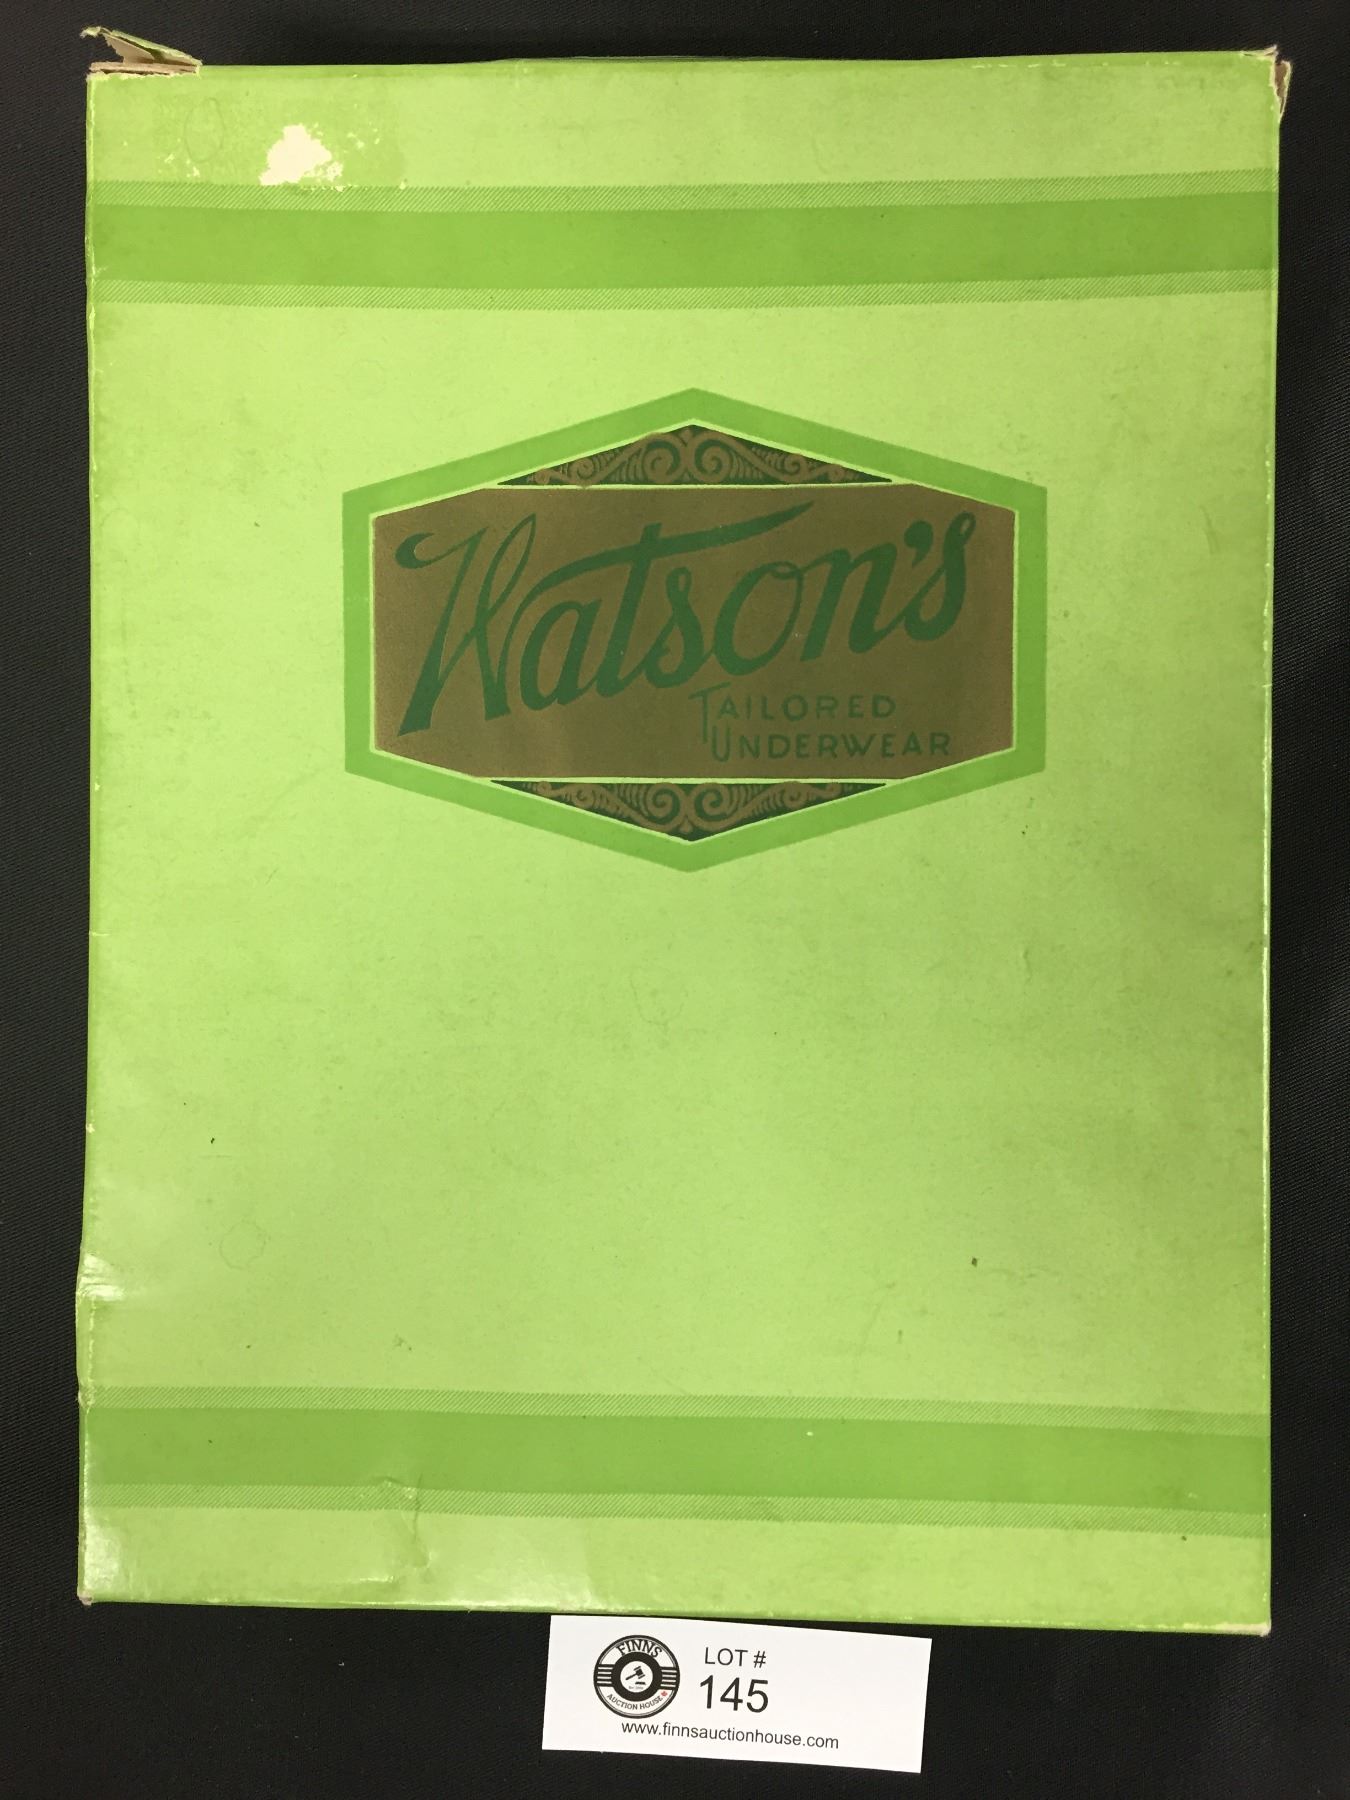 Watson's
TAILORED
UNDERWEAR
FINNS
AUCTION HOUSE
LOT #
145
www.finnsauctionhouse.com